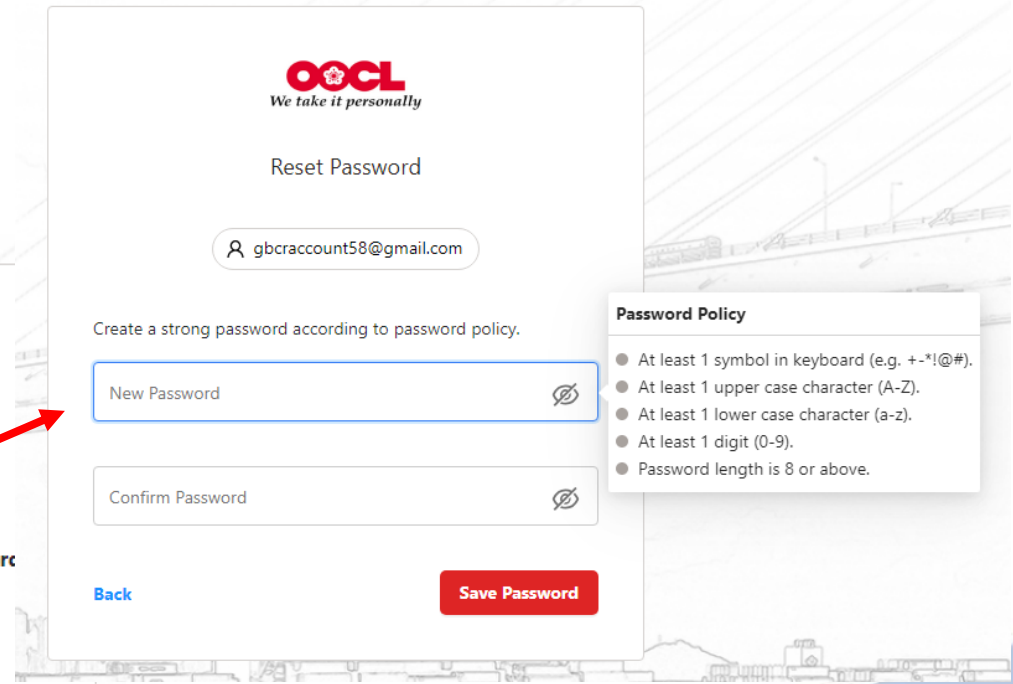 OOCL
We take it personally
Reset Password
gbcraccount58@gmail.com
Create a strong password according to password policy.
New Password
Confirm Password
Back
Save Password
Password Policy
At least 1 symbol in keyboard (e.g. +-*!@#).
At least 1 upper case character (A-Z).
At least 1 lower case character (a-z).
At least 1 digit (0-9).
Password length is 8 or above.